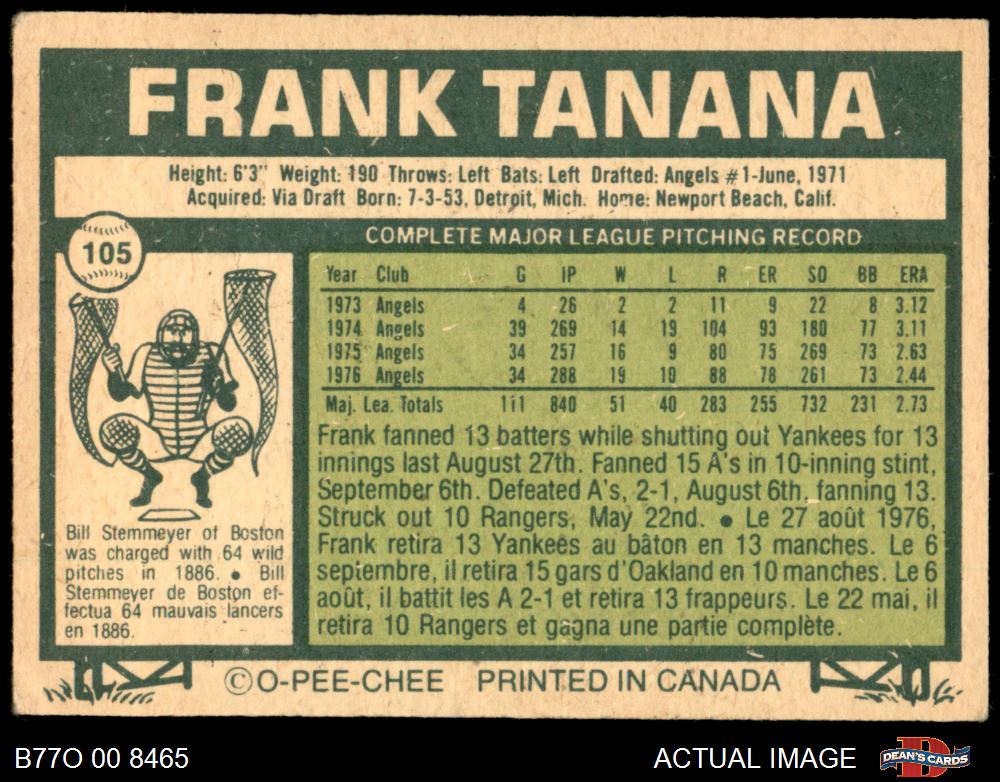 FRANK TANANA
Height: 6'3" Weight: 190 Throws: Left Bats: Left Drafted: Angels #1-June, 1971
Acquired: Via Draft Born: 7-3-53, Detroit, Mich. Home: Newport Beach, Calif.
105
COMPLETE MAJOR LEAGUE PITCHING RECORD
Year Club G IP W L R ER SO BB ERA
1973 Angels 4 26 2 2 11 9 22 8 3.12
1974 Angels 39 269 14 19 104 93 180 77 3.11
1975 Angels 34 257 16 9 80 75 269 73 2.63
1976 Angels 34 288 19 10 88 78 261 73 2.44
Maj. Lea. Totals 111 840 51 40 283 255 732 231 2.73
Frank fanned 13 batters while shutting out Yankees for 13
innings last August 27th. Fanned 15 A's in 10-inning stint,
September 6th. Defeated A's, 2-1, August 6th, fanning 13.
Struck out 10 Rangers, May 22nd. ● Le 27 août 1976,
Frank retira 13 Yankees au bâton en 13 manches. Le 6
septembre, il retira 15 gars d'Oakland en 10 manches. Le 6
août, il battit les A 2-1 et retira 13 frappeurs. Le 22 mai, il
retira 10 Rangers et gagna une partie complète.
Bill Stemmeyer of Boston
was charged with 64 wild
pitches in 1886. ● Bill
Stemmeyer de Boston ef-
fectua 64 mauvais lancers
en 1886.
©O-PEE-CHEE PRINTED IN CANADA
B77O 00 8465
ACTUAL IMAGE
DEAN'S CARDS